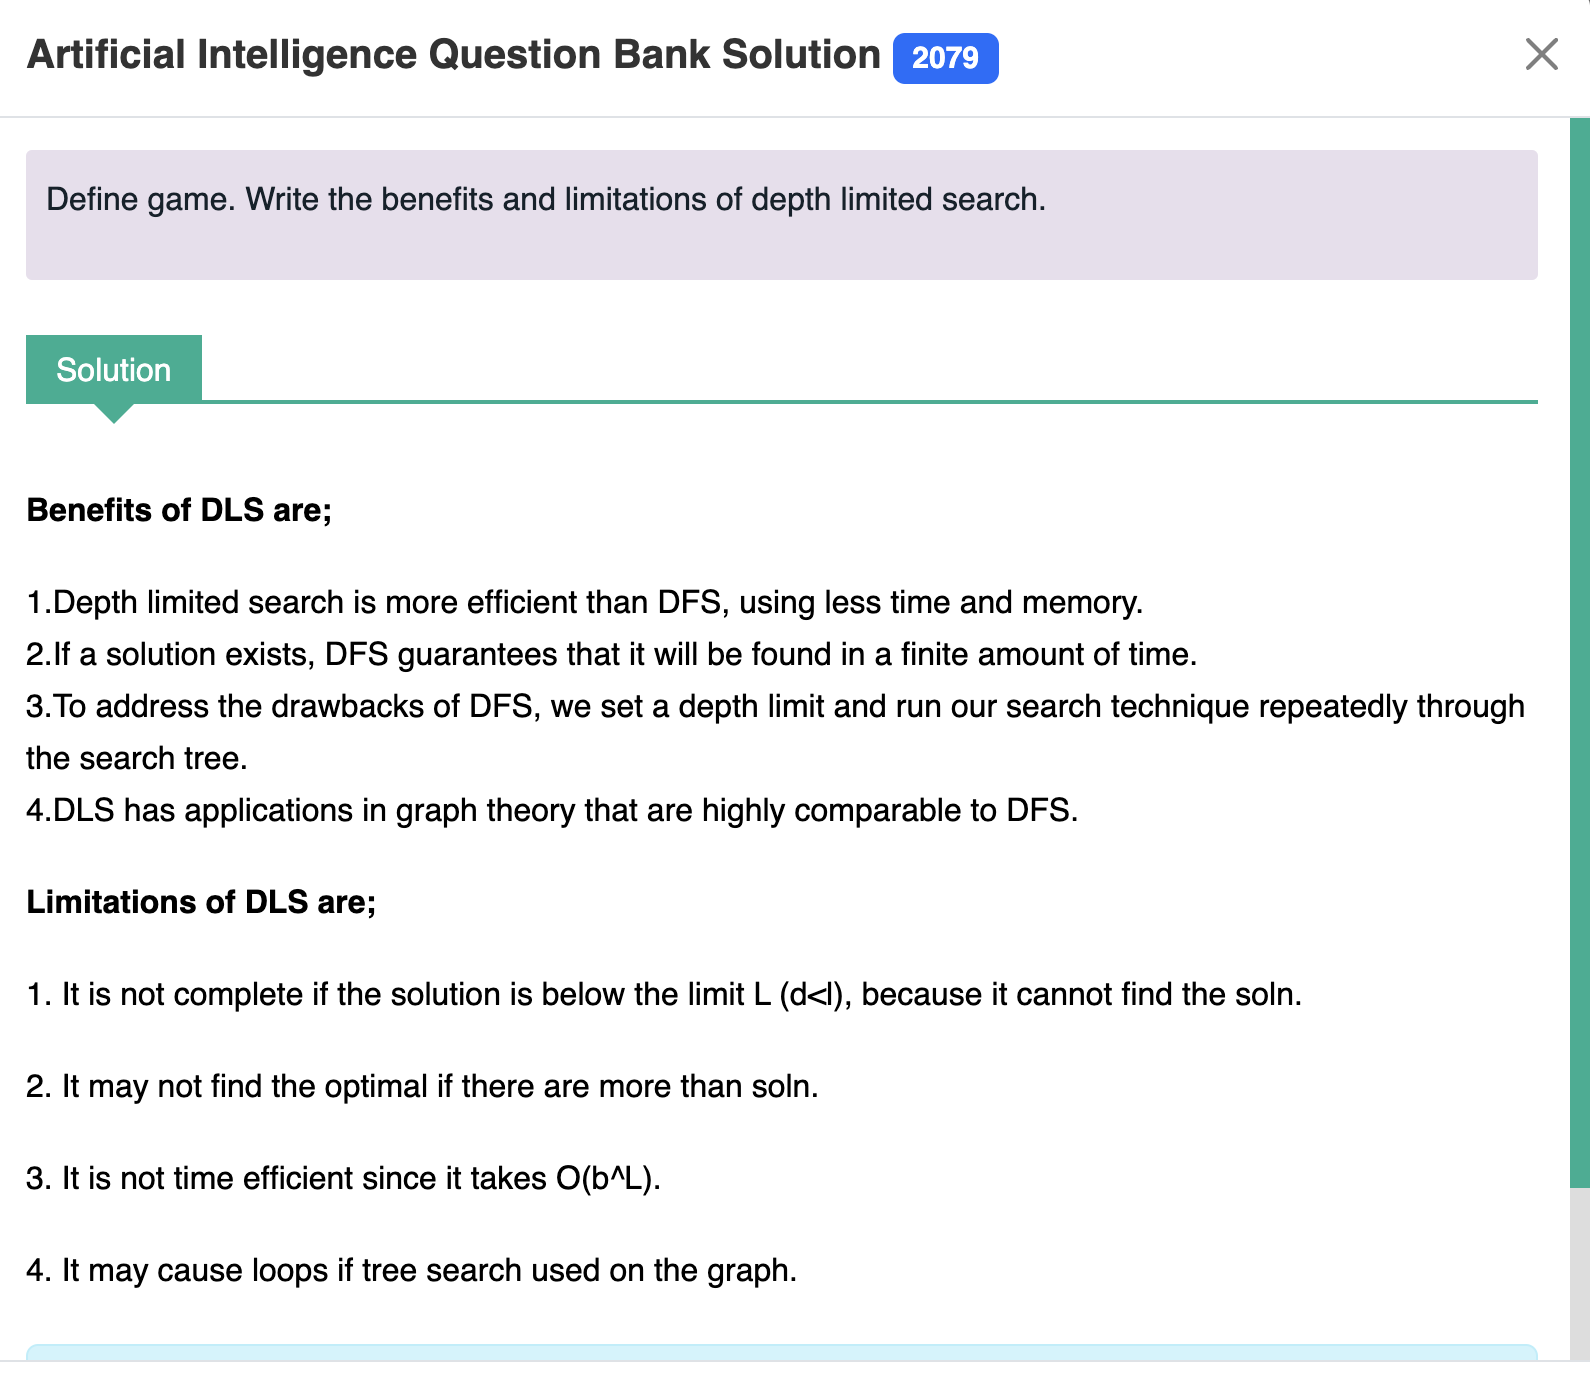 Artificial Intelligence Question Bank Solution 2079
Define game. Write the benefits and limitations of depth limited search.
Solution
Benefits of DLS are;
1.Depth limited search is more efficient than DFS, using less time and memory.
2.If a solution exists, DFS guarantees that it will be found in a finite amount of time.
3.To address the drawbacks of DFS, we set a depth limit and run our search technique repeatedly through
the search tree.
4.DLS has applications in graph theory that are highly comparable to DFS.
Limitations of DLS are;
1. It is not complete if the solution is below the limit L (d<l), because it cannot find the soln.
2. It may not find the optimal if there are more than soln.
3. It is not time efficient since it takes O(b^L).
4. It may cause loops if tree search used on the graph.